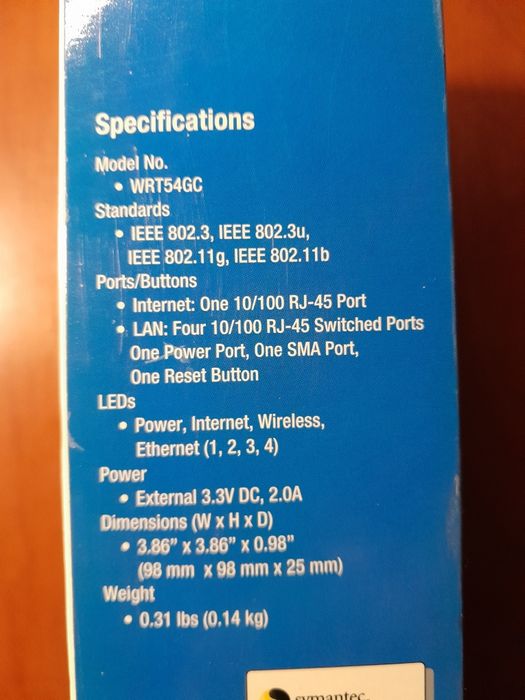 Specifications
Model No.
• WRT54GC
Standards
• IEEE 802.3, IEEE 802.3u,
IEEE 802.11g, IEEE 802.11b
Ports/Buttons
• Internet: One 10/100 RJ-45 Port
• LAN: Four 10/100 RJ-45 Switched Ports
One Power Port, One SMA Port,
One Reset Button
LEDs
• Power, Internet, Wireless,
Ethernet (1, 2, 3, 4)
Power
• External 3.3V DC, 2.0A
Dimensions (W x H x D)
• 3.86” x 3.86” x 0.98”
(98 mm x 98 mm x 25 mm)
Weight
• 0.31 lbs (0.14 kg)
symantec.